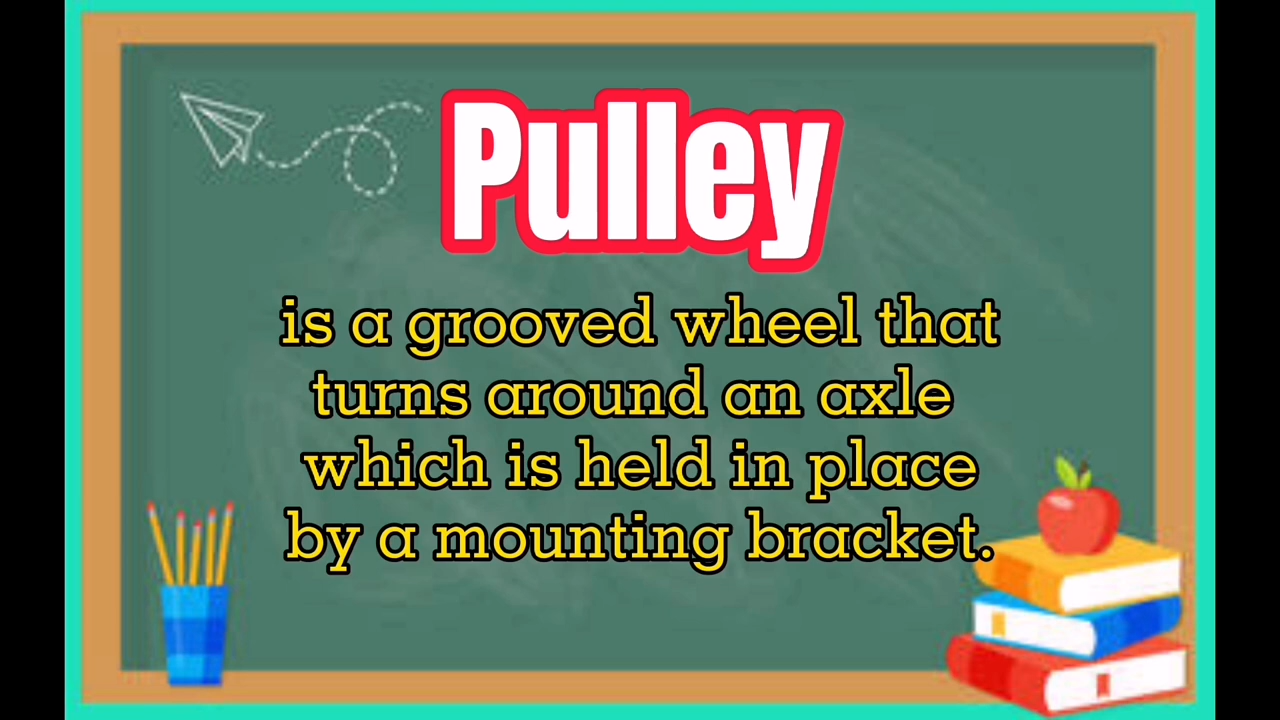 Pulley
is a grooved wheel that
turns around an axle
which is held in place
by a mounting bracket.